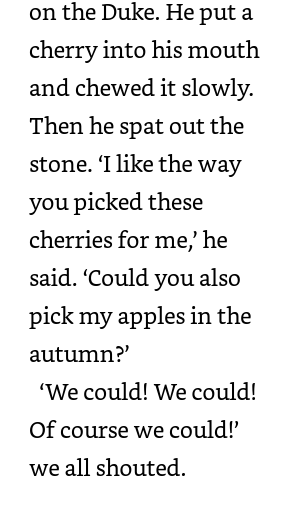 on the Duke. He put a
cherry into his mouth
and chewed it slowly.
Then he spat out the
stone. ‘I like the way
you picked these
cherries for me,’ he
said. ‘Could you also
pick my apples in the
autumn?’
‘We could! We could!
Of course we could!’
we all shouted.